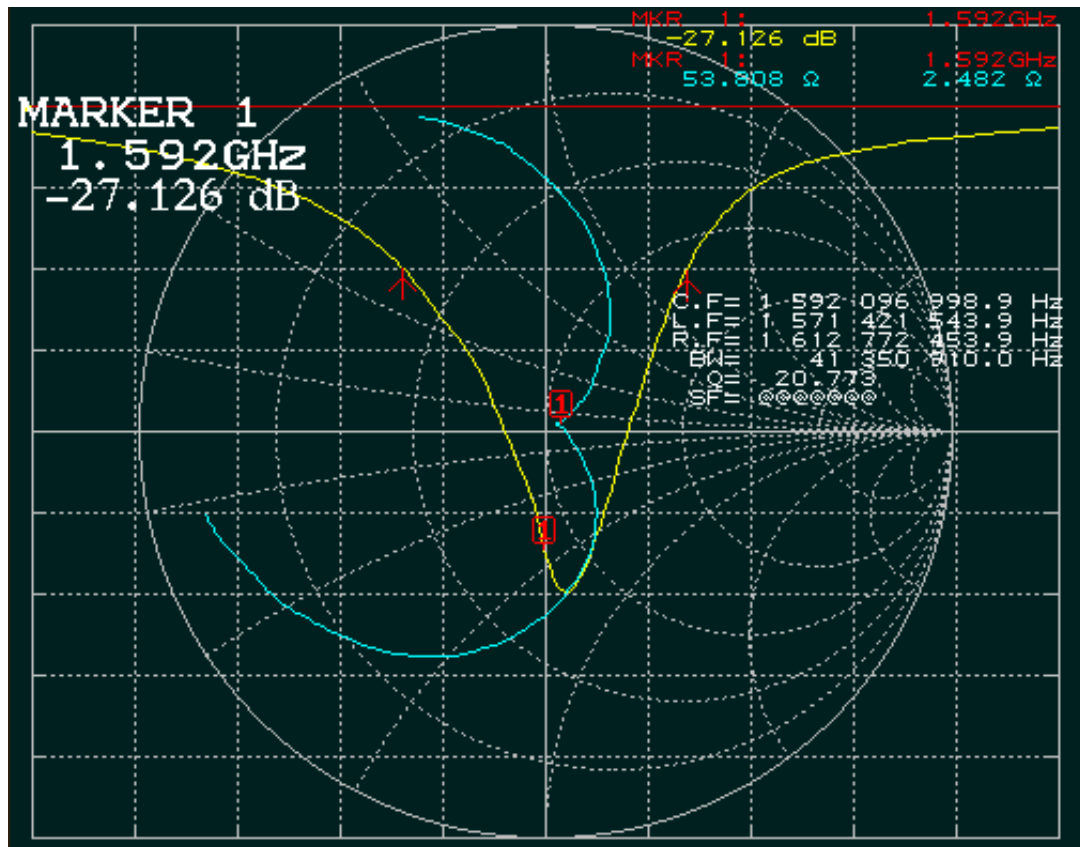 MKR 1: 1.592GHz
-27.126 dB
MKR 1: 1.592GHz
53.808 Ω 2.482 Ω
MARKER 1
1.592GHz
-27.126 dB
C.F= 1 592 096 998.9 Hz
L.F= 1 571 421 543.9 Hz
R.F= 1 612 772 453.9 Hz
BW= 41 350 910.0 Hz
Q= 20.773
SF= @@@@@@@
1
1